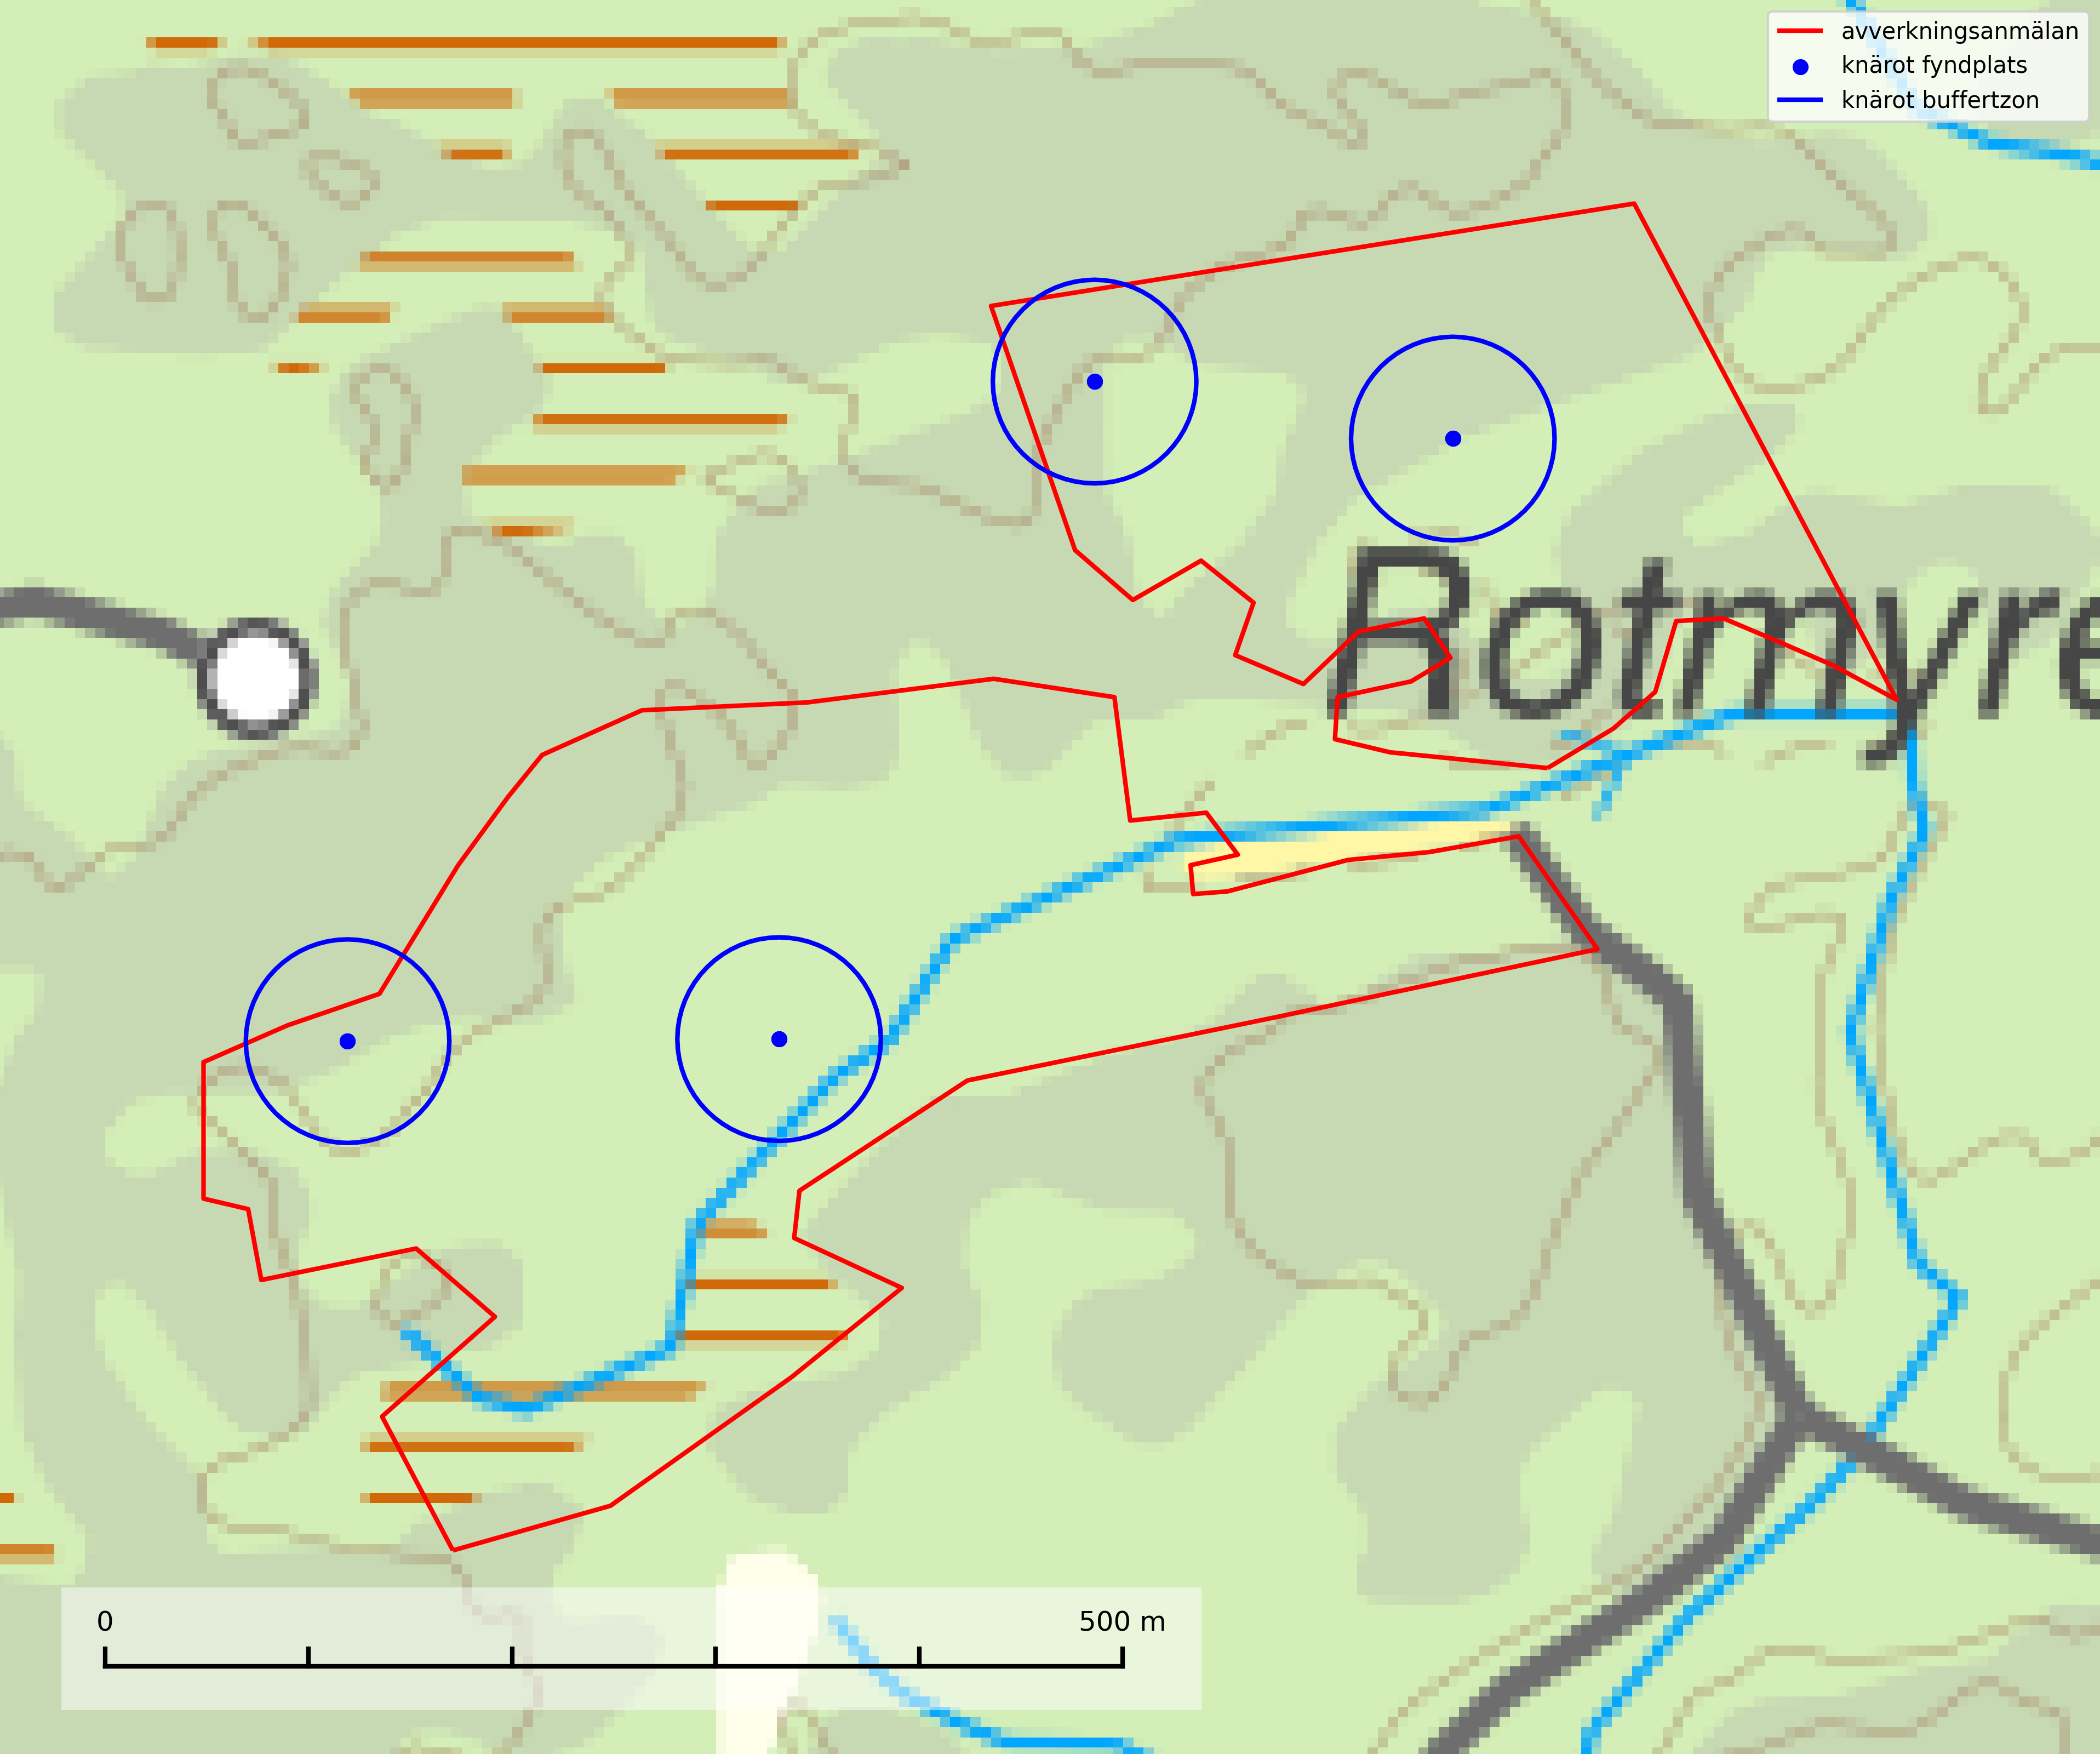 avverkningsanmälan
knärot fyndplats
knärot buffertzon
Rotmyre
0 500 m